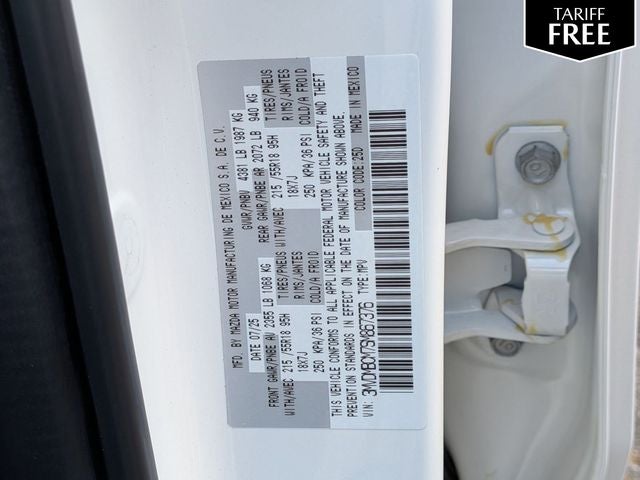 TARIFF
FREE
MFD. BY MAZDA MOTOR MANUFACTURING DE MEXICO S.A. DE C.V.
DATE 07/25 GVWR/PNBV 4381 LB 1987 KG
FRONT GAWR/PNBE AV 2355 LB 1068 KG REAR GAWR/PNBE AR 2072 LB 940 KG
WITH/AVEC 215 /55R18 95H TIRES/PNEUS WITH/AVEC 215 /55R18 95H TIRES/PNEUS
18X7J RIMS/JANTES 18X7J RIMS/JANTES
250 KPA/36 PSI COLD/A FROID 250 KPA/36 PSI COLD/A FROID
THIS VEHICLE CONFORMS TO ALL APPLICABLE FEDERAL MOTOR VEHICLE SAFETY AND THEFT
PREVENTION STANDARDS IN EFFECT ON THE DATE OF MANUFACTURE SHOWN ABOVE.
VIN: TYPE:MPV COLOR CODE:25D MADE IN MEXICO